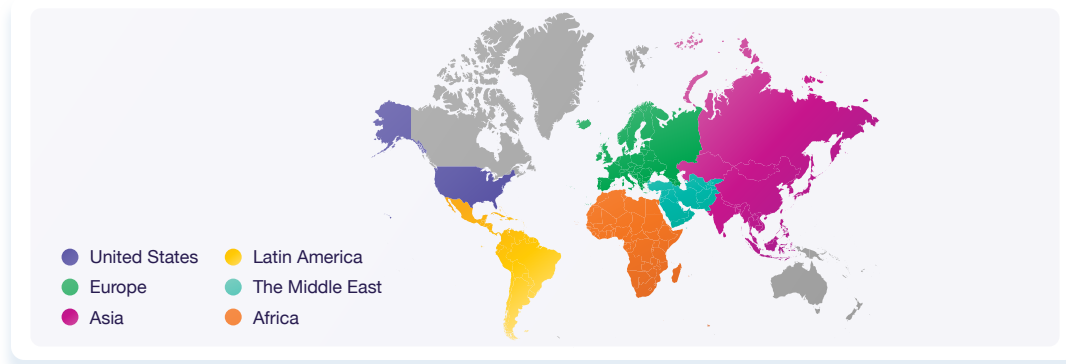 United States
Latin America
Europe
The Middle East
Asia
Africa